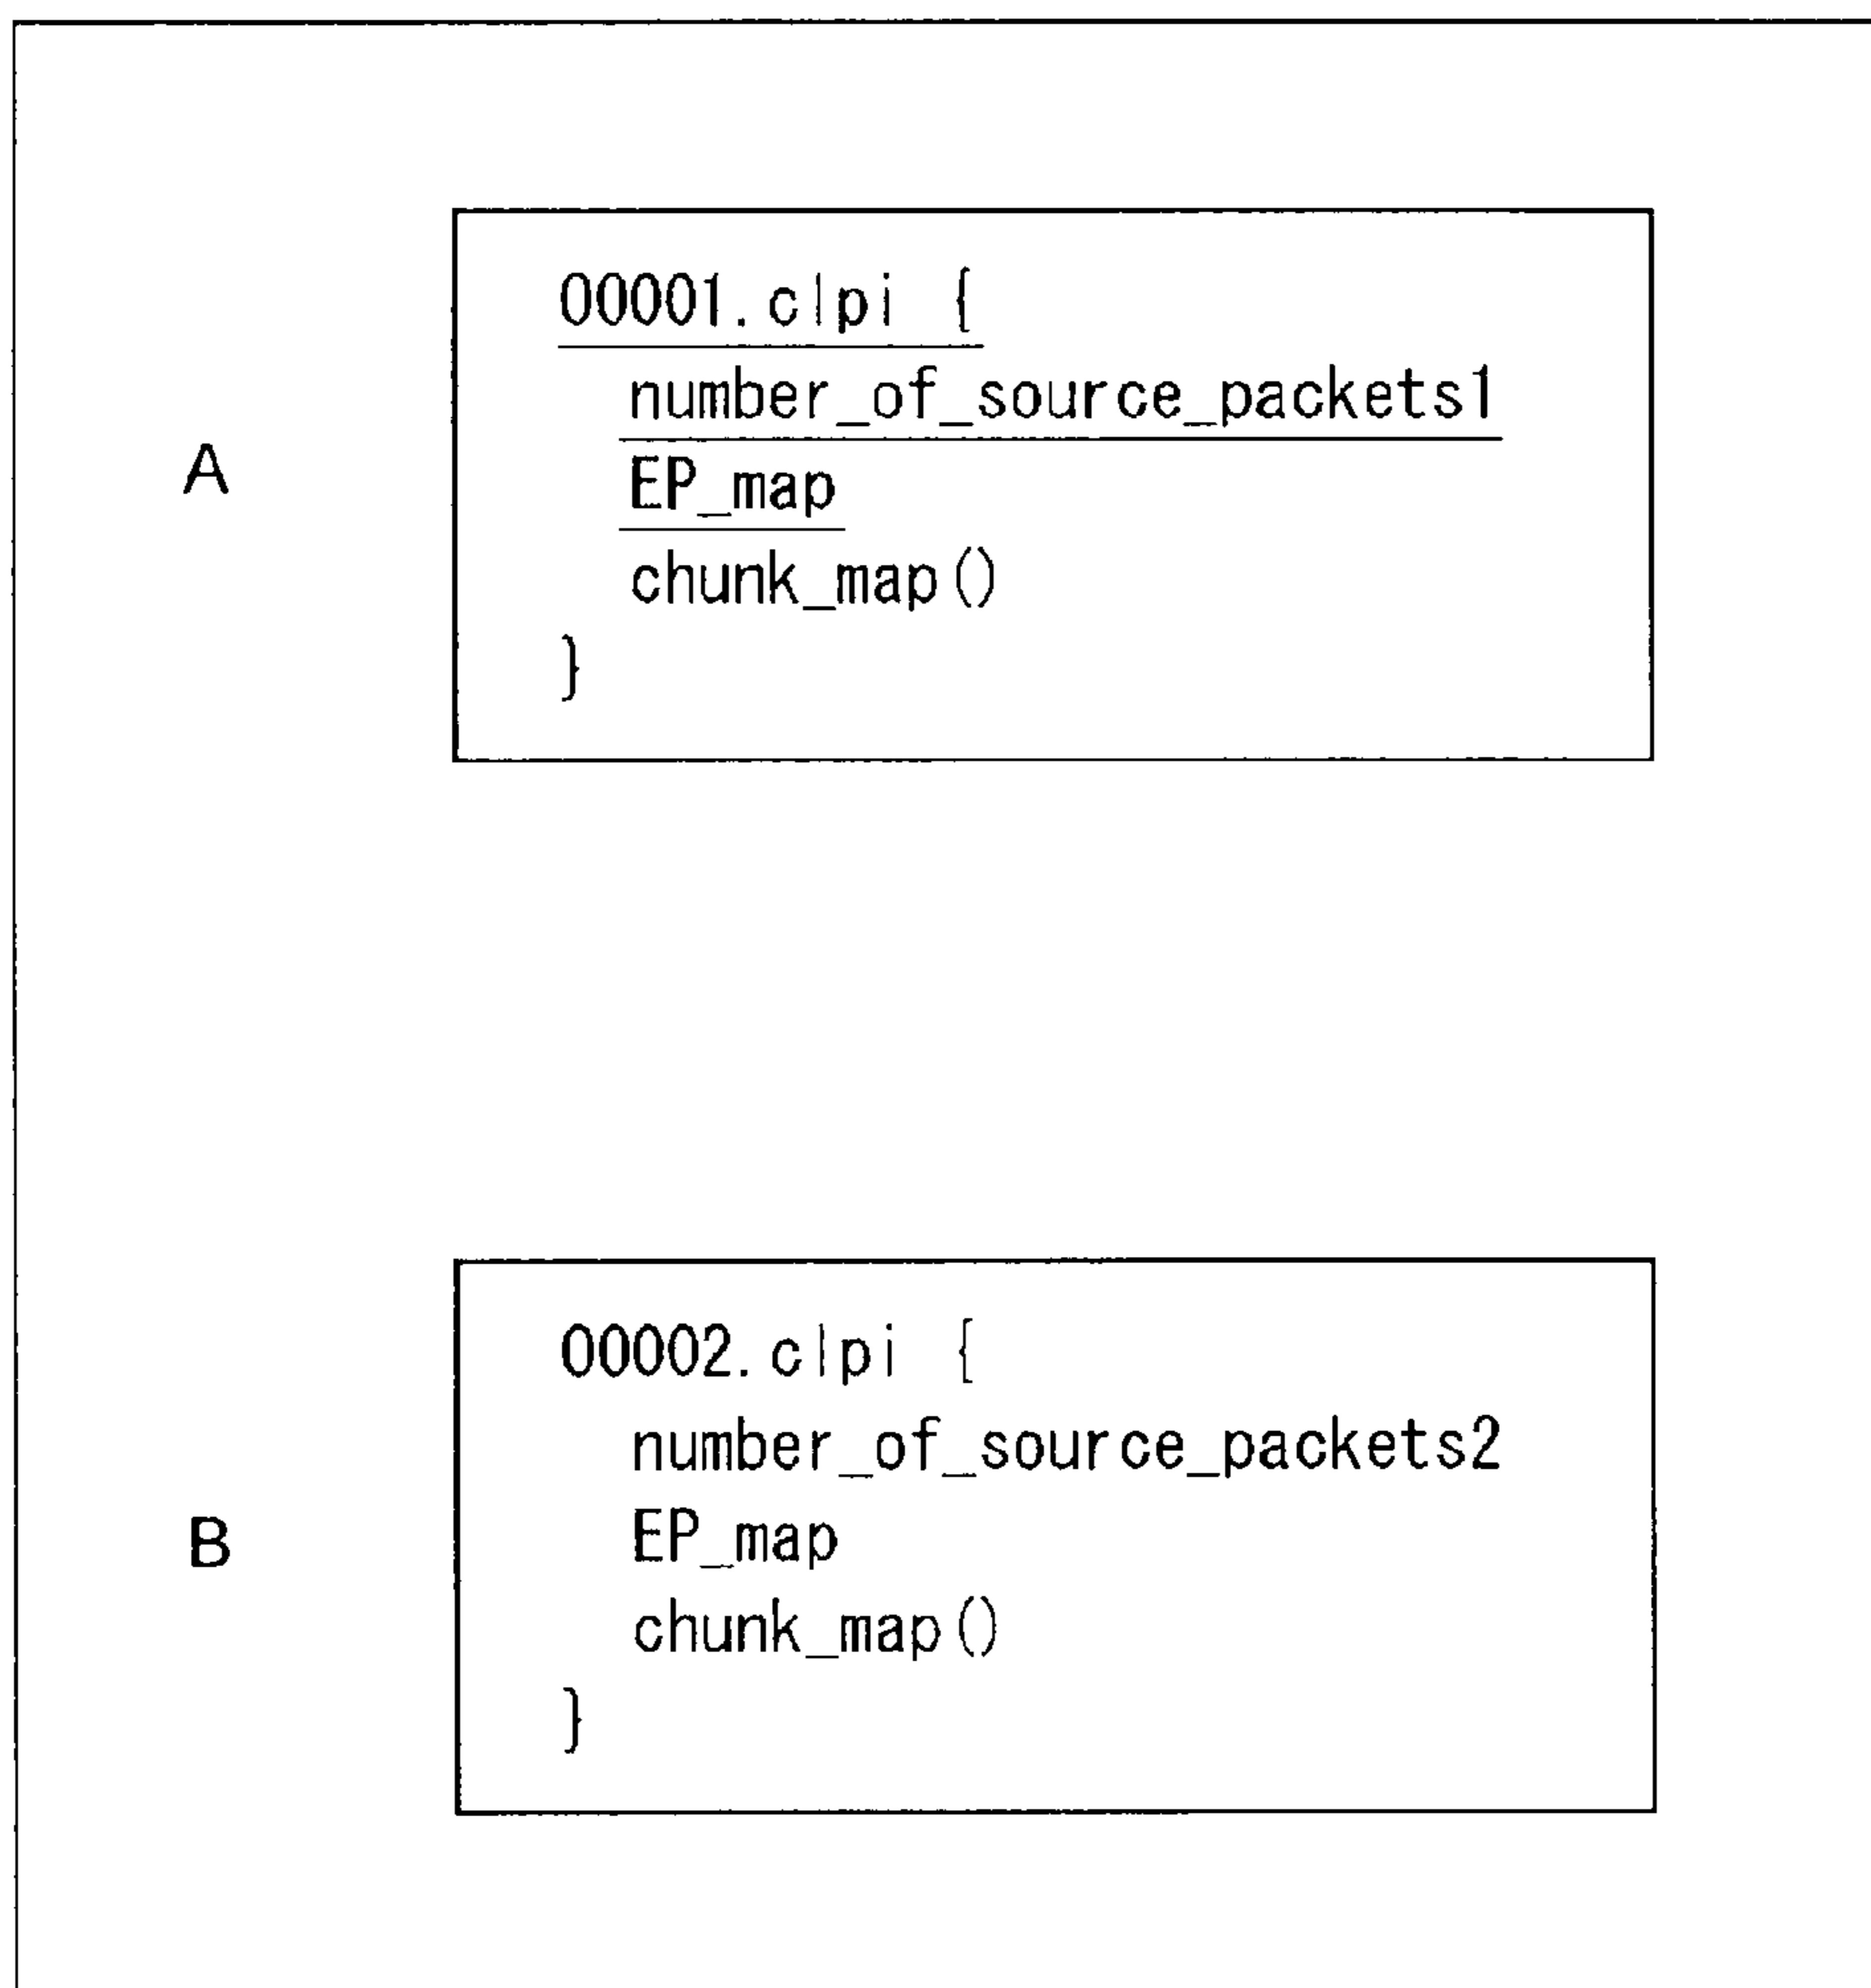 A
00001.clpi {
number_of_source_packets1
EP_map
chunk_map()
}
B
00002.clpi {
number_of_source_packets2
EP_map
chunk_map()
}